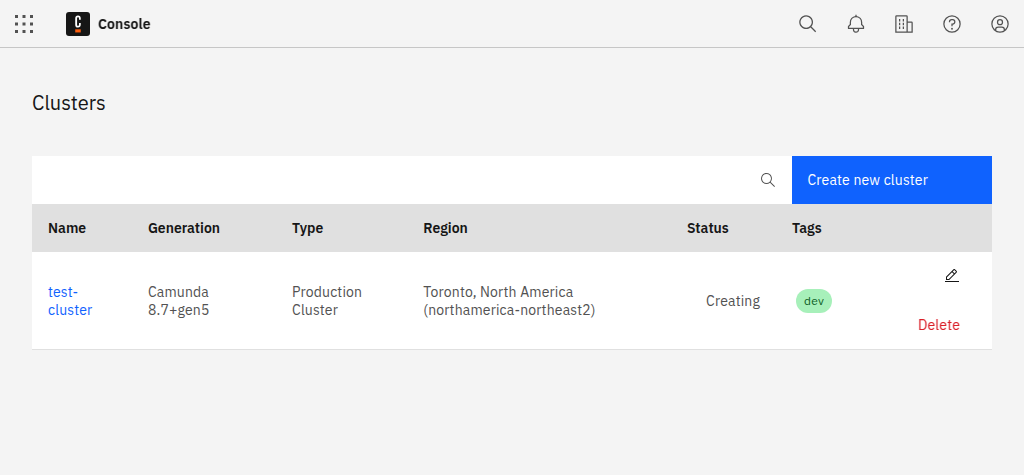 Console
Clusters
Create new cluster
Name Generation Type Region Status Tags
test-cluster Camunda 8.7+gen5 Production Cluster Toronto, North America (northamerica-northeast2) Creating dev
Delete